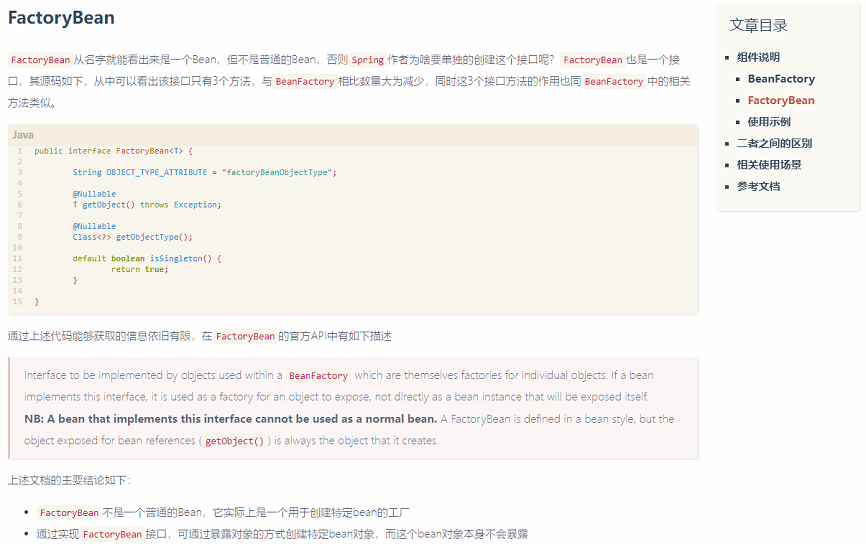 FactoryBean
FactoryBean 从名字就能看出来是一个Bean，但不是普通的Bean，否则 Spring 作者为啥要单独的创建这个接口呢？ FactoryBean 也是一个接
口，其源码如下，从中可以看出该接口只有3个方法，与 BeanFactory 相比数量大为减少，同时这3个接口方法的作用也同 BeanFactory 中的相关
方法类似。
Java
1 public interface FactoryBean<T> {
2
3 String OBJECT_TYPE_ATTRIBUTE = "factoryBeanObjectType";
4
5 @Nullable
6 T getObject() throws Exception;
7
8 @Nullable
9 Class<?> getObjectType();
10
11 default boolean isSingleton() {
12 return true;
13 }
14
15 }
通过上述代码能够获取的信息依旧有限，在 FactoryBean 的官方API中有如下描述
Interface to be implemented by objects used within a BeanFactory which are themselves factories for individual objects. If a bean
implements this interface, it is used as a factory for an object to expose, not directly as a bean instance that will be exposed itself.
NB: A bean that implements this interface cannot be used as a normal bean. A FactoryBean is defined in a bean style, but the
object exposed for bean references ( getObject() ) is always the object that it creates.
上述文档的主要结论如下：
FactoryBean 不是一个普通的Bean，它实际上是一个用于创建特定bean的工厂
通过实现 FactoryBean 接口，可通过暴露对象的方式创建特定bean对象，而这个bean对象本身不会暴露
文章目录
组件说明
BeanFactory
FactoryBean
使用示例
二者之间的区别
相关使用场景
参考文档